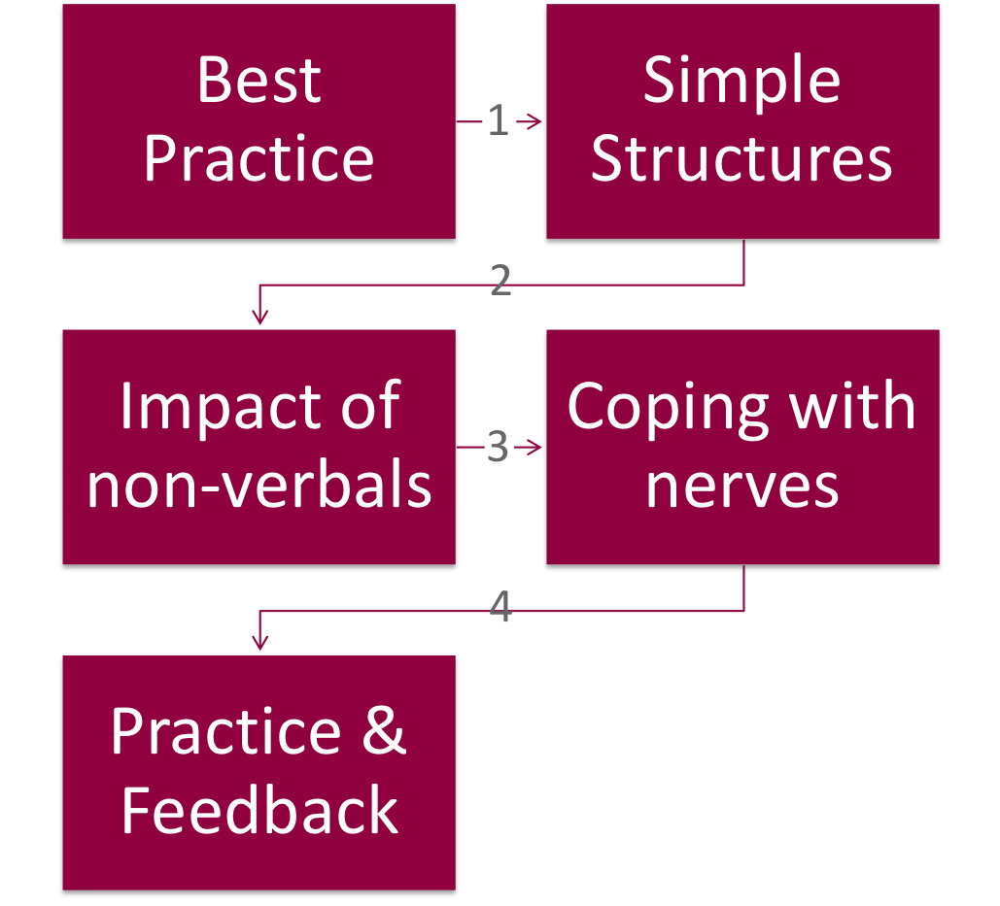 Best
Practice
1
Simple
Structures
2
Impact of
non-verbals
3
Coping with
nerves
4
Practice &
Feedback